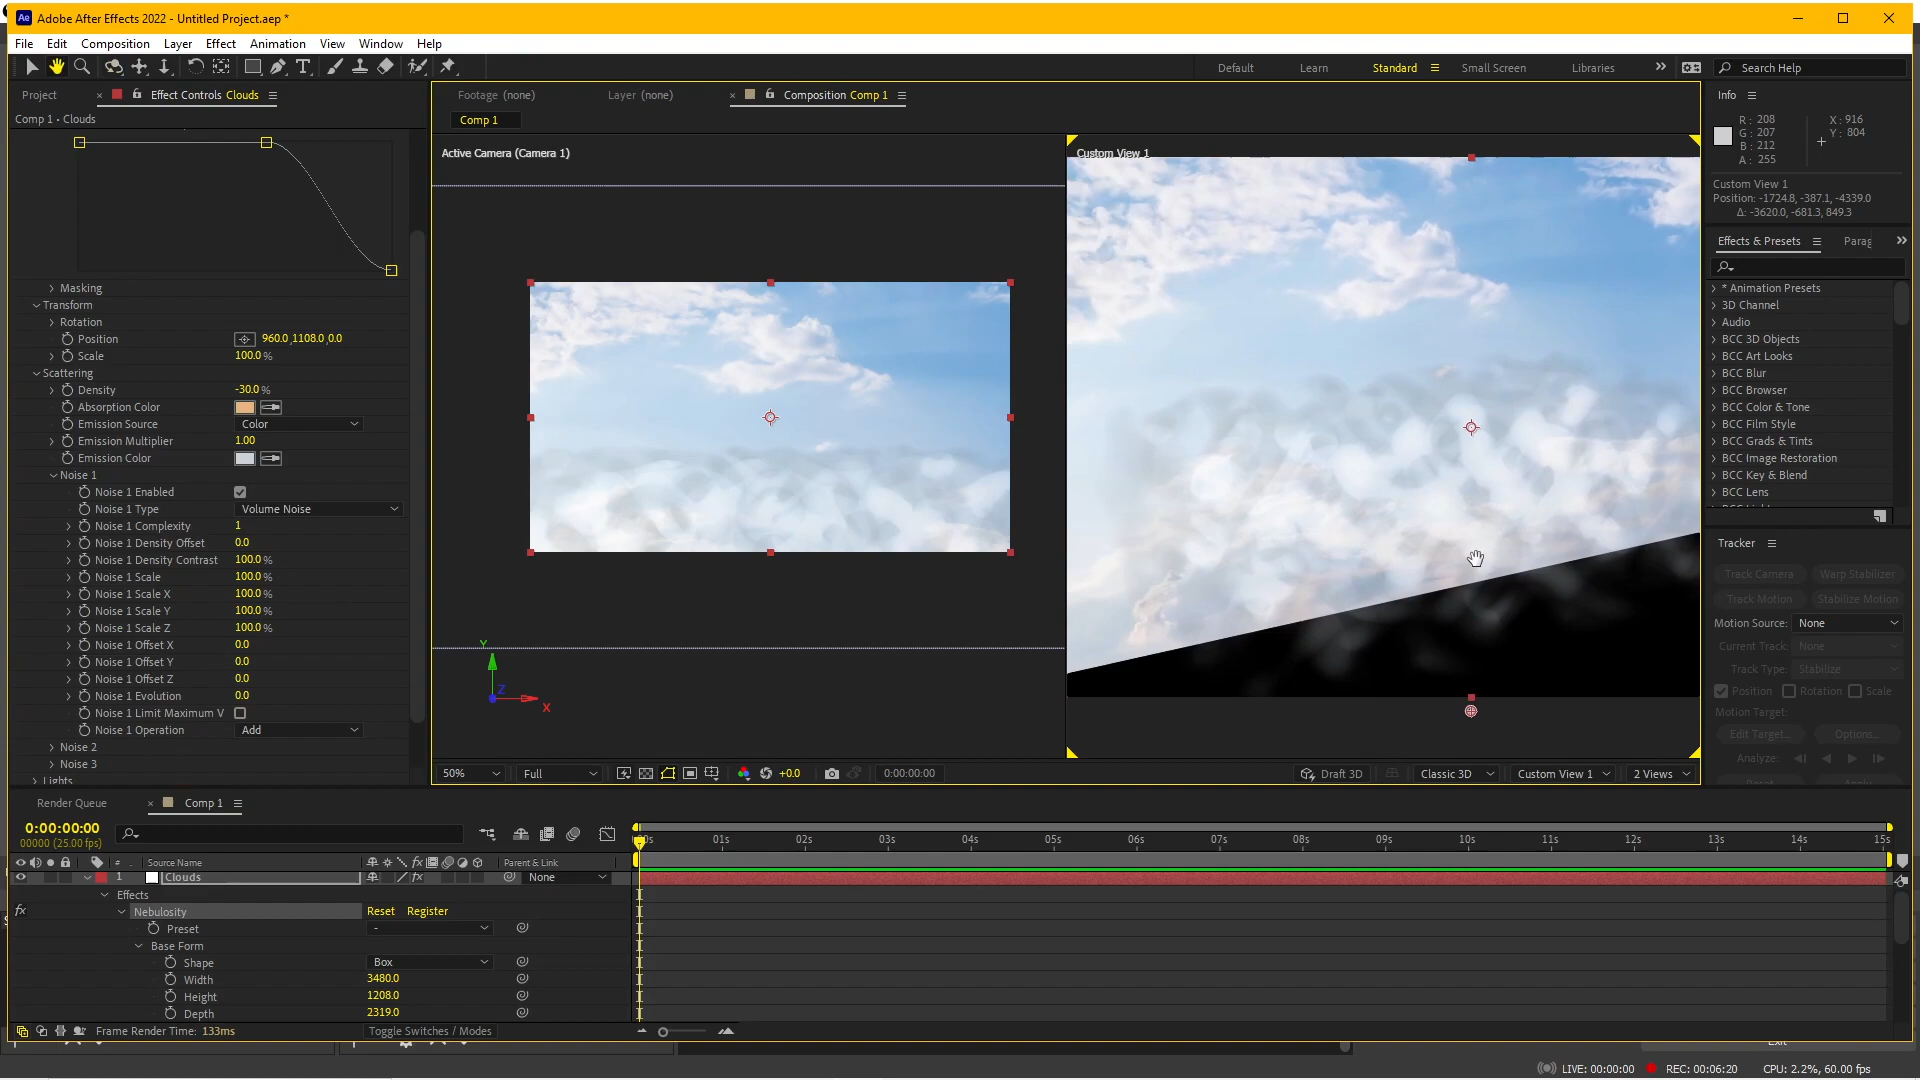 Adobe After Effects 2022 - Untitled Project.aep *
File Edit Composition Layer Effect Animation View Window Help
Default Learn Standard Small Screen Libraries Search Help
Project Effect Controls Clouds
Comp 1 • Clouds
Footage (none) Layer (none) Composition Comp 1
Comp 1
Active Camera (Camera 1)
Custom View 1
Masking
Transform
Rotation
Position 960.0,1108.0,0.0
Scale 100.0 %
Scattering
Density -30.0 %
Absorption Color
Emission Source Color
Emission Multiplier 1.00
Emission Color
Noise 1
Noise 1 Enabled
Noise 1 Type Volume Noise
Noise 1 Complexity 1
Noise 1 Density Offset 0.0
Noise 1 Density Contrast 100.0 %
Noise 1 Scale 100.0 %
Noise 1 Scale X 100.0 %
Noise 1 Scale Y 100.0 %
Noise 1 Scale Z 100.0 %
Noise 1 Offset X 0.0
Noise 1 Offset Y 0.0
Noise 1 Offset Z 0.0
Noise 1 Evolution 0.0
Noise 1 Limit Maximum V
Noise 1 Operation Add
Noise 2
Noise 3
Lights
Y
Z
X
50% Full +0.0 0:00:00:00 Draft 3D Classic 3D Custom View 1 2 Views
Info
R: 208 X: 916
G: 207 Y: 804
B: 212
A: 255
Custom View 1
Position: -1724.8, -387.1, -4339.0
Δ: -3620.0, -681.3, 849.3
Effects & Presets Parag
* Animation Presets
3D Channel
Audio
BCC 3D Objects
BCC Art Looks
BCC Blur
BCC Browser
BCC Color & Tone
BCC Film Style
BCC Grads & Tints
BCC Image Restoration
BCC Key & Blend
BCC Lens
Tracker
Track Camera Warp Stabilizer
Track Motion Stabilize Motion
Motion Source: None
Current Track: None
Track Type: Stabilize
Position Rotation Scale
Motion Target:
Edit Target... Options...
Analyze:
Render Queue Comp 1
0:00:00:00
00000 (25.00 fps)
00s 01s 02s 03s 04s 05s 06s 07s 08s 09s 10s 11s 12s 13s 14s 15s
# Source Name fx Parent & Link
1 Clouds fx None
Effects
fx Nebulosity Reset Register
Preset -
Base Form
Shape Box
Width 3480.0
Height 1208.0
Depth 2319.0
Frame Render Time: 133ms Toggle Switches / Modes
LIVE: 00:00:00 REC: 00:06:20 CPU: 2.2%, 60.00 fps